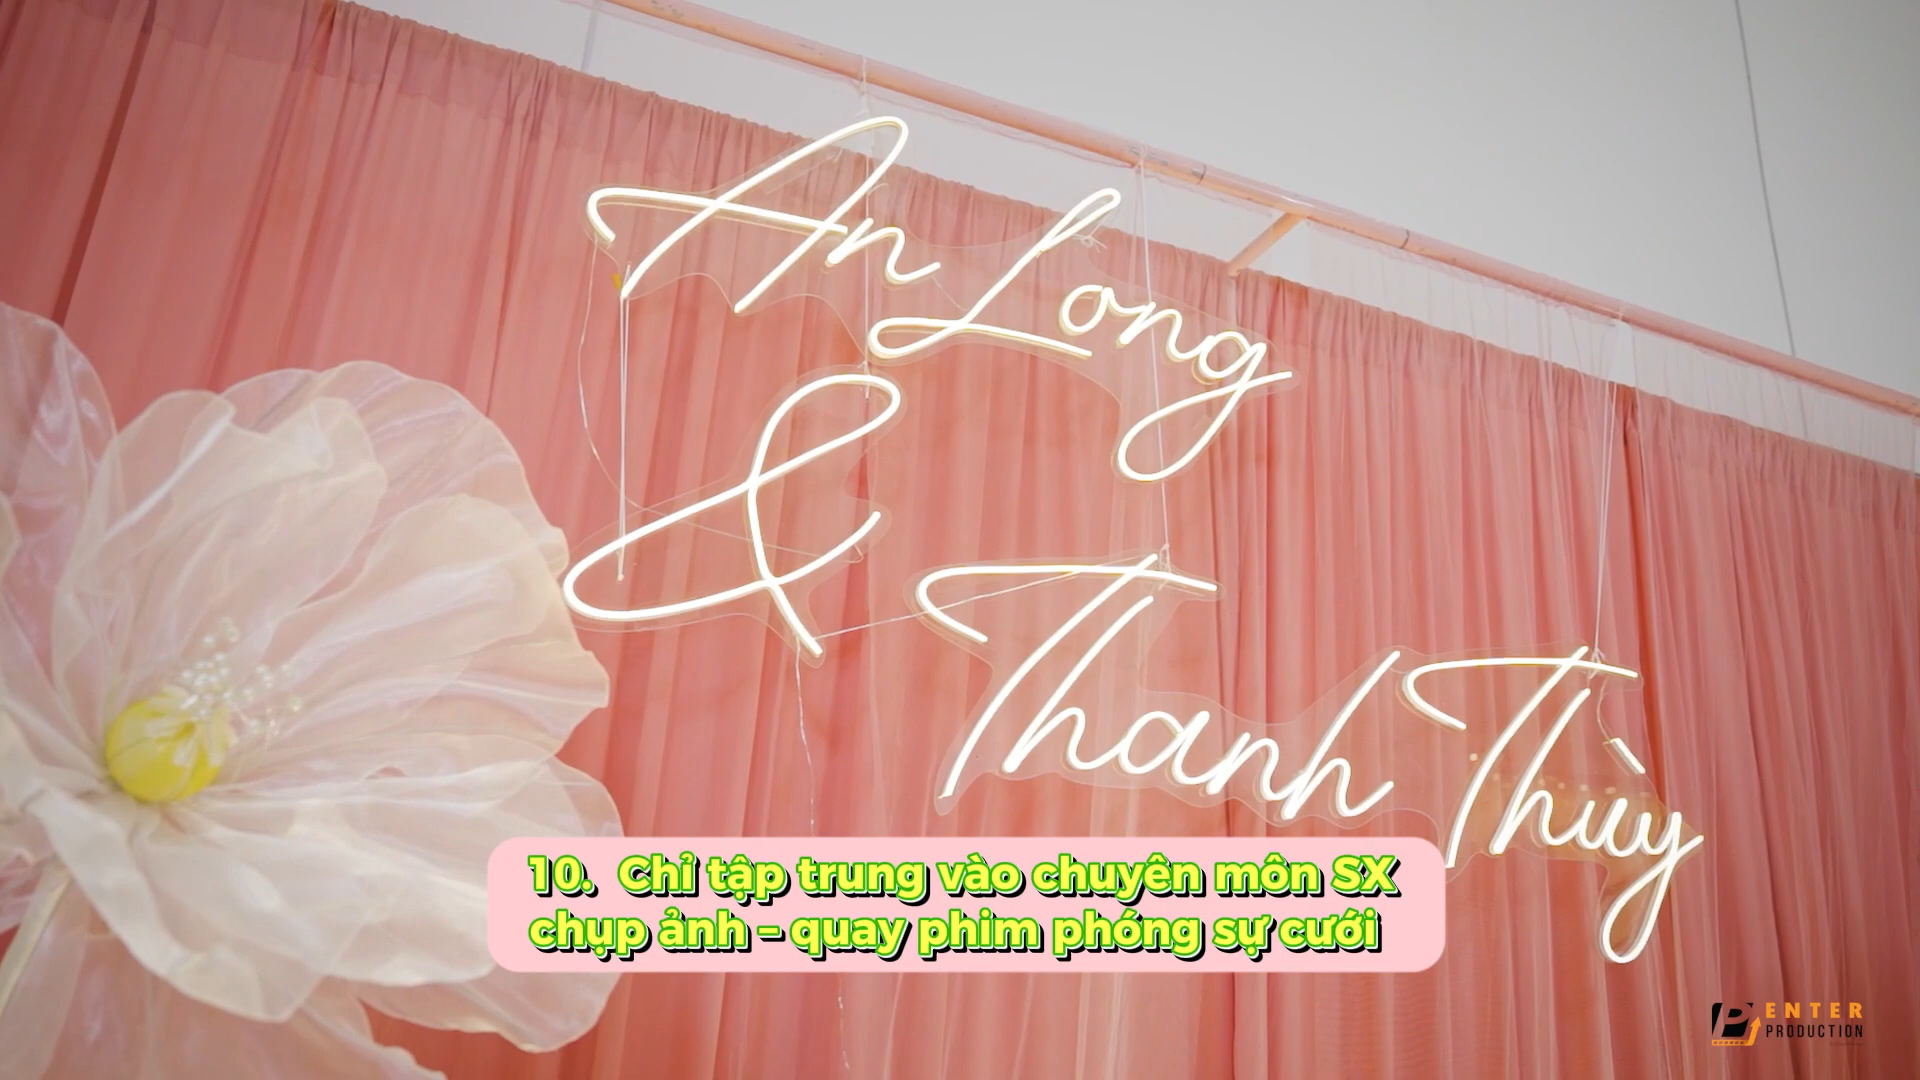 An Long
&
Thanh Thùy
10. Chỉ tập trung vào chuyên môn SX
chụp ảnh – quay phim phóng sự cưới
ENTER
PRODUCTION